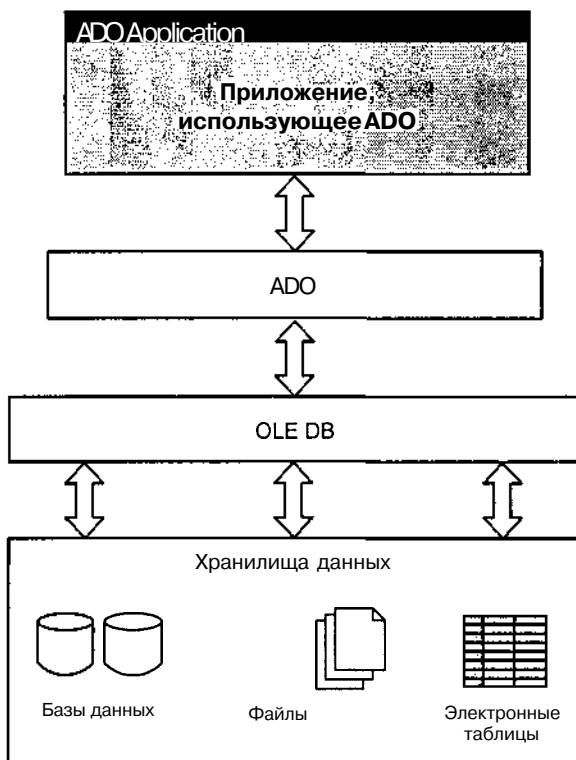 ADO Application
Приложение,
использующее ADO
ADO
OLE DB
Хранилища данных
Базы данных
Файлы
Электронные
таблицы